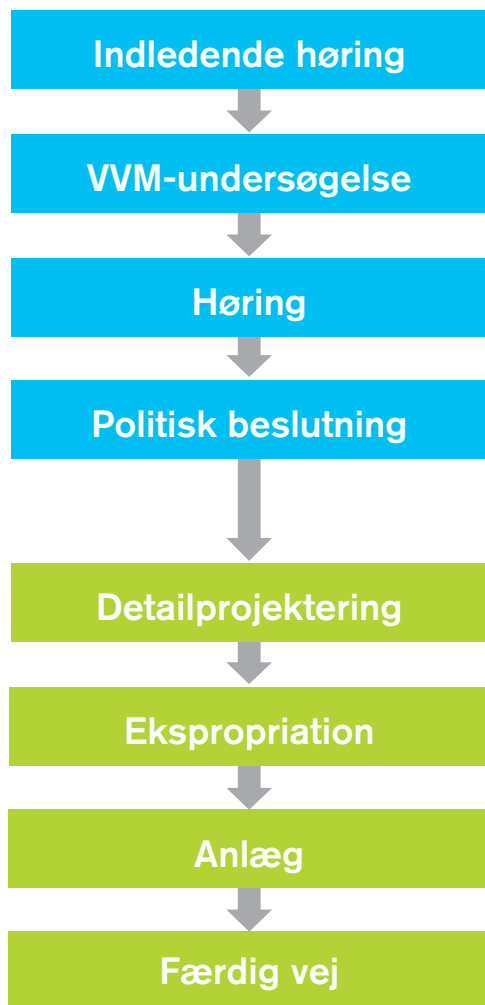 Indledende høring
VVM-undersøgelse
Høring
Politisk beslutning
Detailprojektering
Ekspropriation
Anlæg
Færdig vej